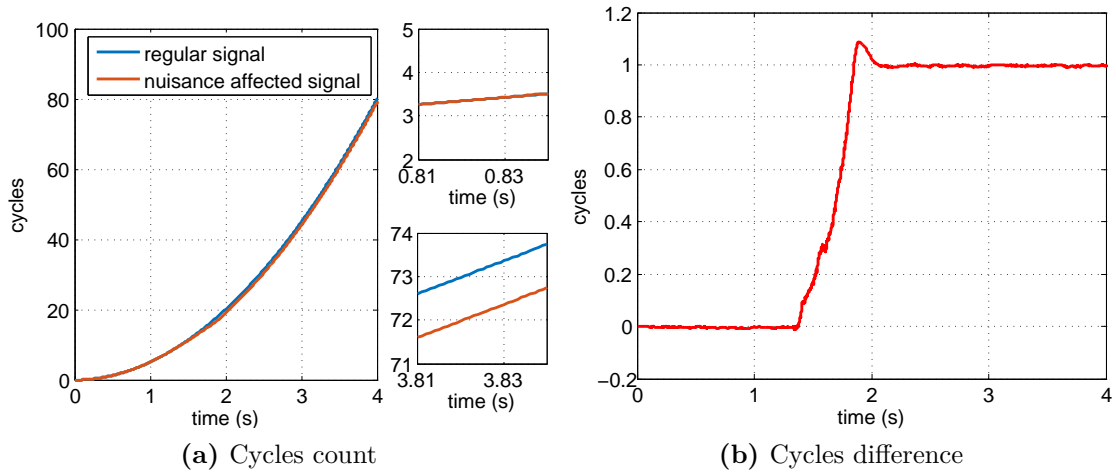 100
80
60
40
20
0
0 1 2 3 4
cycles
time (s)
regular signal
nuisance affected signal
5
4
3
2
0.81 0.83
time (s)
74
73
72
71
3.81 3.83
time (s)
(a) Cycles count
1.2
1
0.8
0.6
0.4
0.2
0
−0.2
0 1 2 3 4
cycles
time (s)
(b) Cycles difference